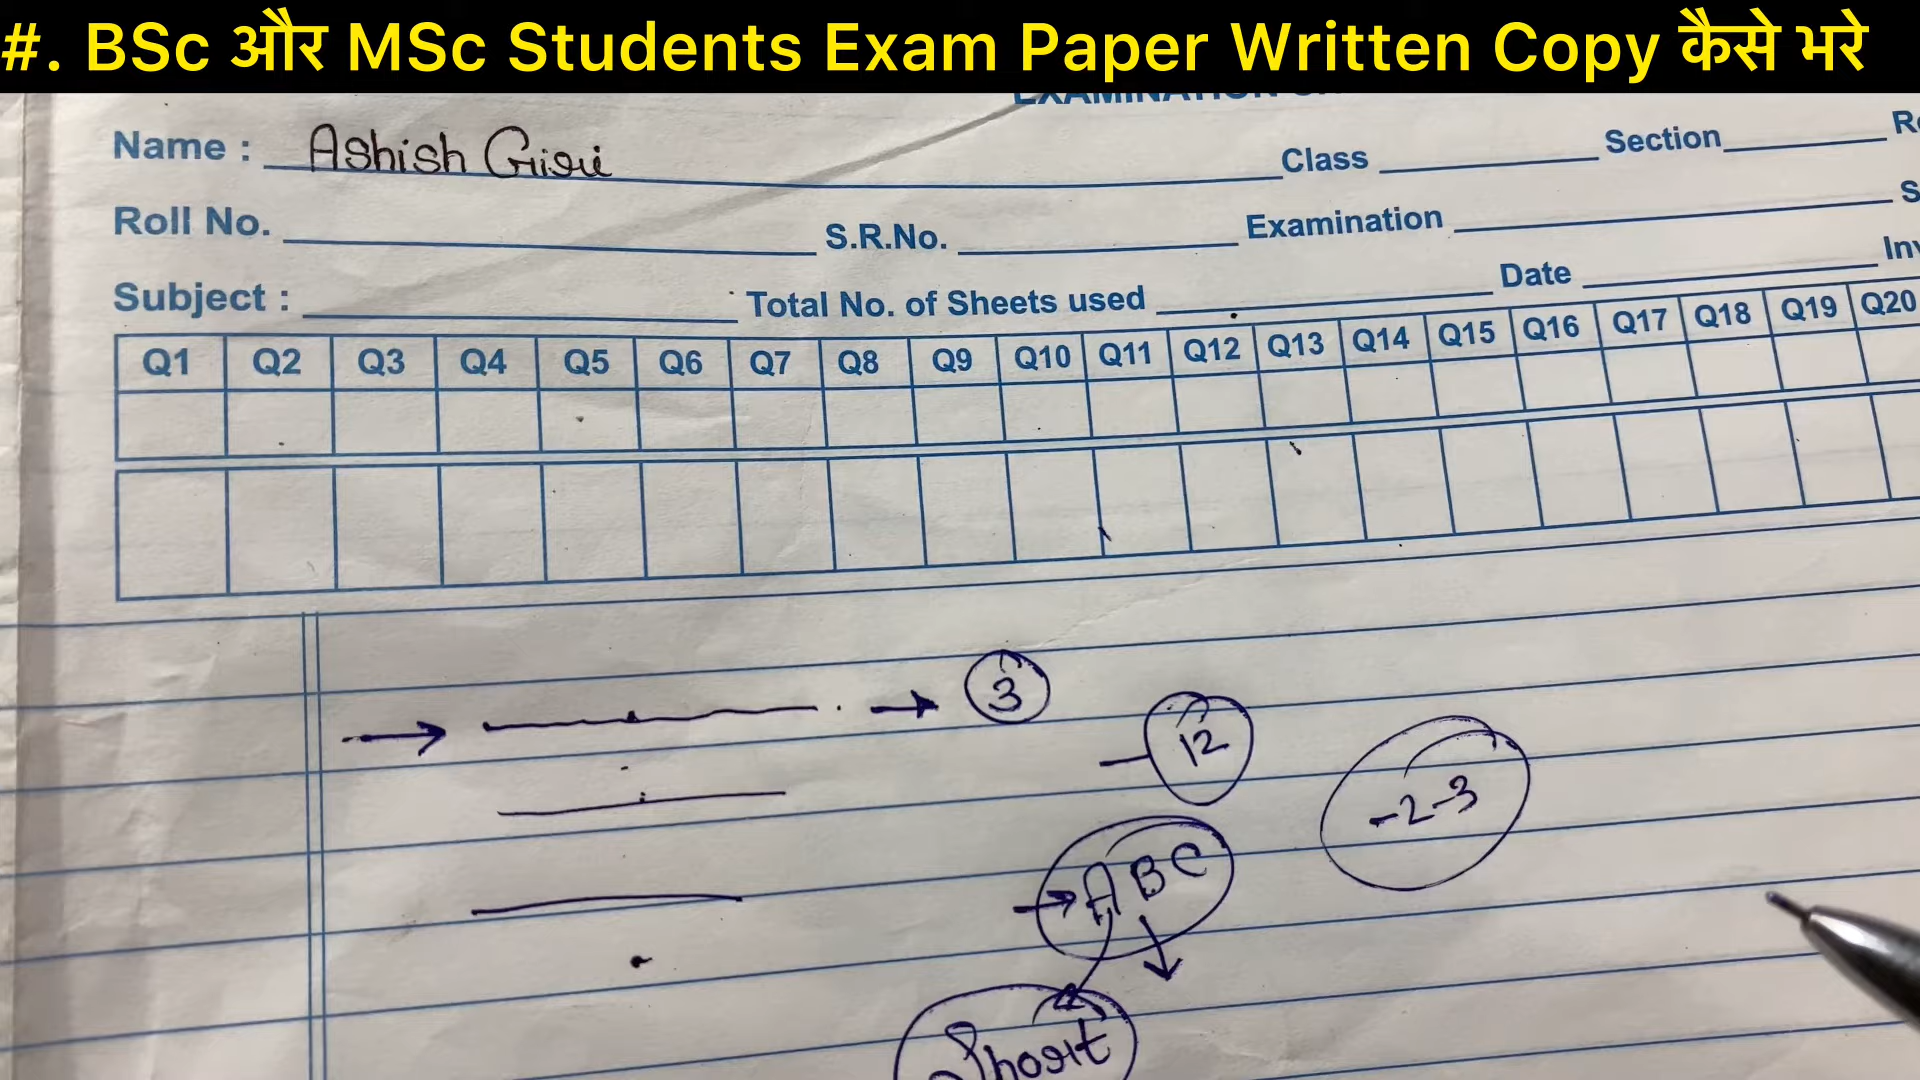 #. BSc और MSc Students Exam Paper Written Copy कैसे भरे
Name : Ashish Giri Class Section
Roll No. S.R.No. Examination
Subject : Total No. of Sheets used Date
Q1 Q2 Q3 Q4 Q5 Q6 Q7 Q8 Q9 Q10 Q11 Q12 Q13 Q14 Q15 Q16 Q17 Q18 Q19 Q20
3
12
-2-3
ABC
Short